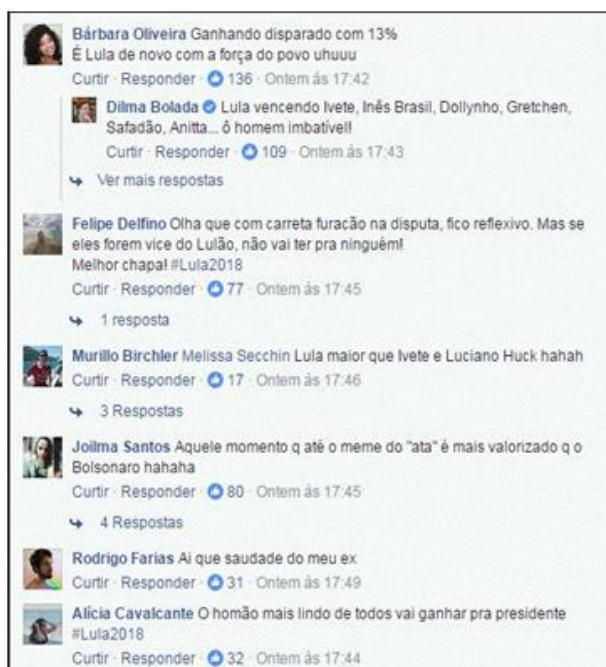 Bárbara Oliveira Ganhando disparado com 13%
É Lula de novo com a força do povo uhuuu
Curtir · Responder · 136 · Ontem às 17:42
Dilma Bolada Lula vencendo Ivete, Inês Brasil, Dollynho, Gretchen,
Safadão, Anitta... ô homem imbatível!
Curtir · Responder · 109 · Ontem às 17:43
Ver mais respostas
Felipe Delfino Olha que com carreta furacão na disputa, fico reflexivo. Mas se
eles forem vice do Lulão, não vai ter pra ninguém!
Melhor chapa! #Lula2018
Curtir · Responder · 77 · Ontem às 17:45
1 resposta
Murillo Birchler Melissa Secchin Lula maior que Ivete e Luciano Huck hahah
Curtir · Responder · 17 · Ontem às 17:46
3 Respostas
Joilma Santos Aquele momento q até o meme do "ata" é mais valorizado q o
Bolsonaro hahaha
Curtir · Responder · 80 · Ontem às 17:45
4 Respostas
Rodrigo Farias Ai que saudade do meu ex
Curtir · Responder · 31 · Ontem às 17:49
Alícia Cavalcante O homão mais lindo de todos vai ganhar pra presidente
#Lula2018
Curtir · Responder · 32 · Ontem às 17:44